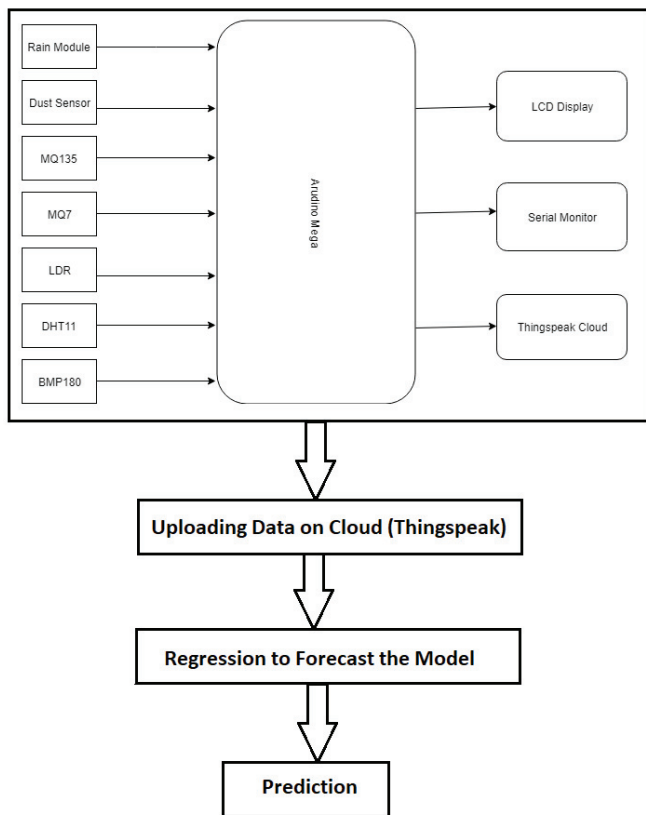 Rain Module
Dust Sensor
MQ135
MQ7
LDR
DHT11
BMP180
Arudino Mega
LCD Display
Serial Monitor
Thingspeak Cloud
Uploading Data on Cloud (Thingspeak)
Regression to Forecast the Model
Prediction